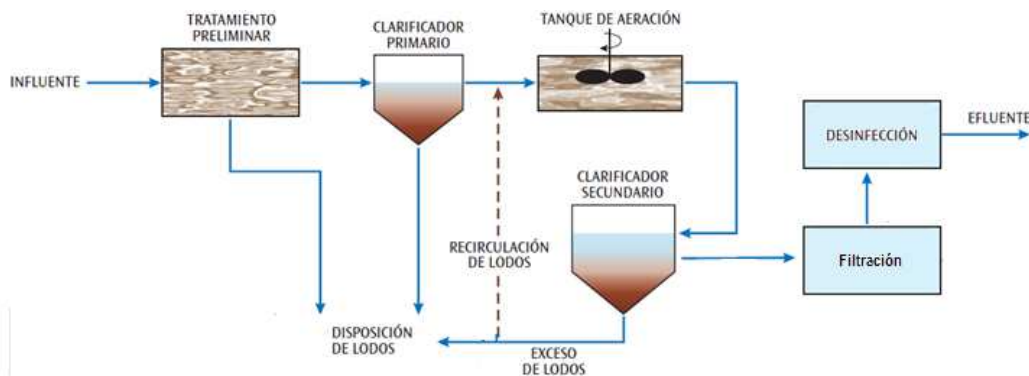 TRATAMIENTO
PRELIMINAR
CLARIFICADOR
PRIMARIO
TANQUE DE AERACIÓN
INFLUENTE
EFLUENTE
DESINFECCIÓN
CLARIFICADOR
SECUNDARIO
RECIRCULACIÓN
DE LODOS
Filtración
DISPOSICIÓN
DE LODOS
EXCESO
DE LODOS